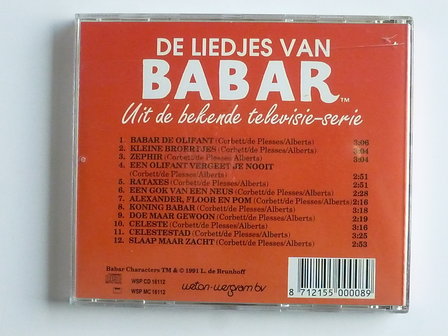 DE LIEDJES VAN
BABAR™
Uit de bekende televisie-serie
1. BABAR DE OLIFANT (Corbett/de Plesses/Alberts) 3:06
2. KLEINE BROERTJES (Corbett/de Plesses/Alberts) 3:04
3. ZEPHIR (Corbett/de Plesses/Alberts) 3:04
4. EEN OLIFANT VERGEET JE NOOIT
(Corbett/de Plesses/Alberts) 2:51
5. RATAXES (Corbett/de Plesses/Alberts) 2:51
6. EEN GOK VAN EEN NEUS (Corbett/de Plesses/Alberts) 2:28
7. ALEXANDER, FLOOR EN POM (Corbett/de Plesses/Alberts) 2:16
8. KONING BABAR (Corbett/de Plesses/Alberts) 3:18
9. DOE MAAR GEWOON (Corbett/de Plesses/Alberts) 2:19
10. CELESTE (Corbett/de Plesses/Alberts) 3:16
11. CELESTESTAD (Corbett/de Plesses/Alberts) 3:25
12. SLAAP MAAR ZACHT (Corbett/de Plesses/Alberts) 2:53
Babar Characters TM & © 1991 L. de Brunhoff
WSP CD 16112
WSP MC 16112
weton-wesgram bv
8 712155 000089